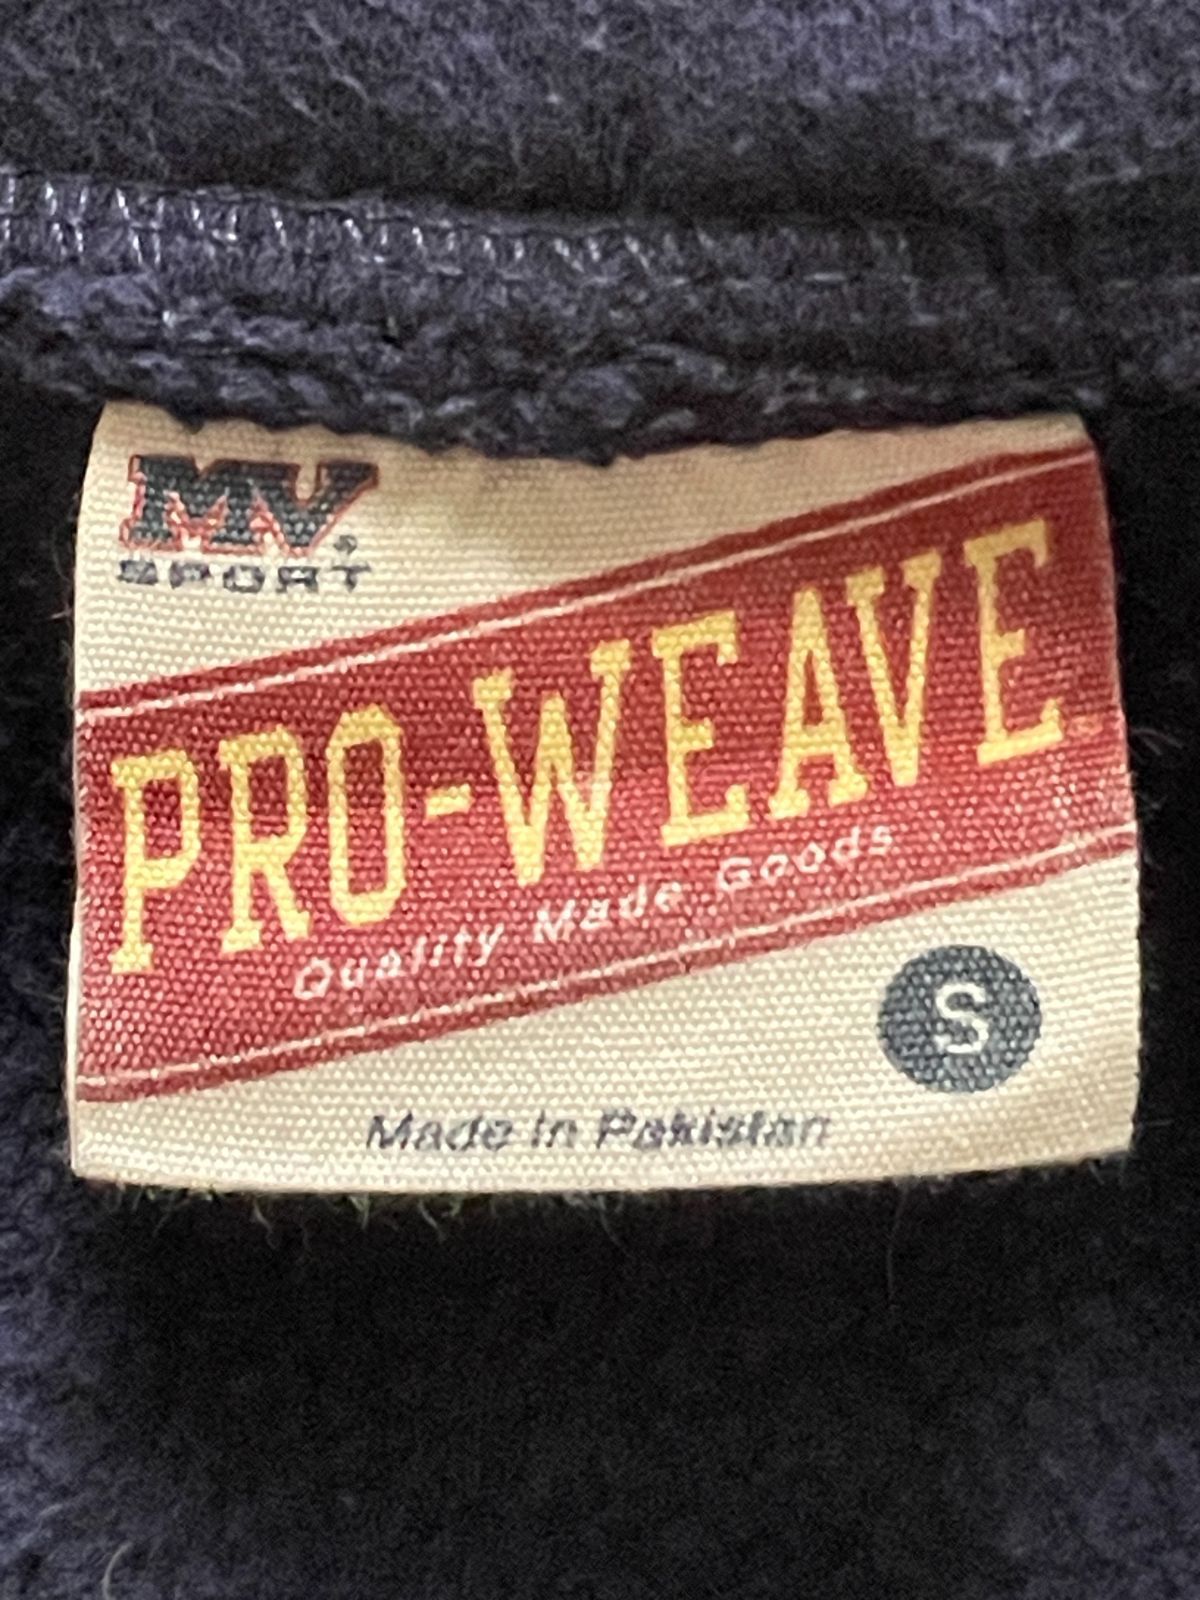 MV®
SPORT
PRO-WEAVE
Quality Made Goods
S
Made in Pakistan